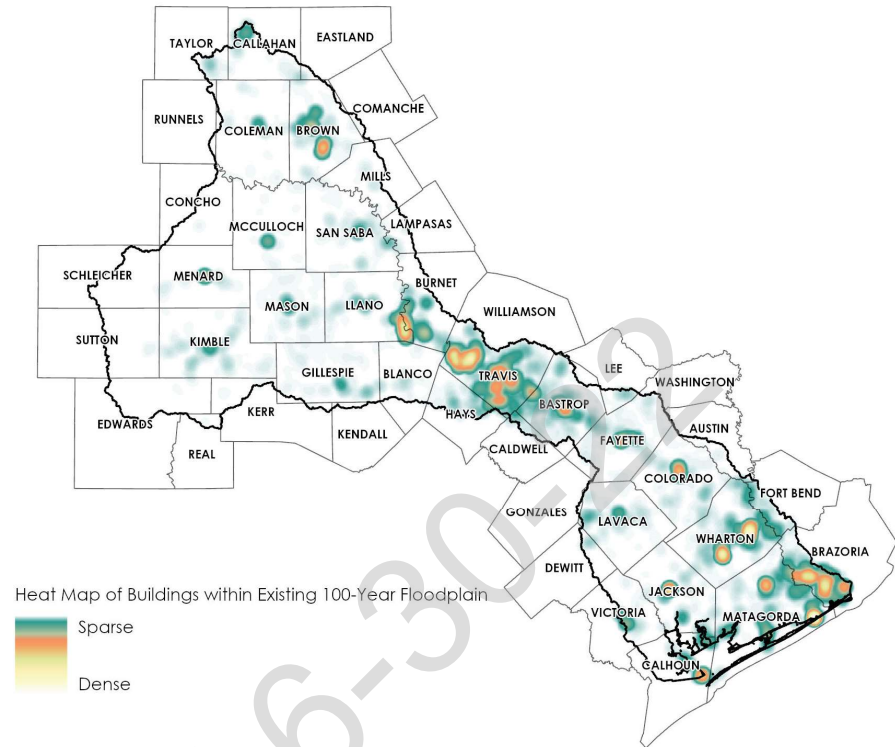 TAYLOR
CALLAHAN
EASTLAND
RUNNELS
COLEMAN
BROWN
COMANCHE
MILLS
CONCHO
MCCULLOCH
SAN SABA
LAMPASAS
SCHLEICHER
MENARD
MASON
LLANO
BURNET
WILLIAMSON
SUTTON
KIMBLE
GILLESPIE
BLANCO
TRAVIS
LEE
WASHINGTON
EDWARDS
REAL
KERR
KENDALL
HAYS
BASTROP
CALDWELL
FAYETTE
AUSTIN
GONZALES
COLORADO
FORT BEND
LAVACA
WHARTON
BRAZORIA
DEWITT
JACKSON
VICTORIA
MATAGORDA
CALHOUN
Heat Map of Buildings within Existing 100-Year Floodplain
Sparse
Dense
6-30-22